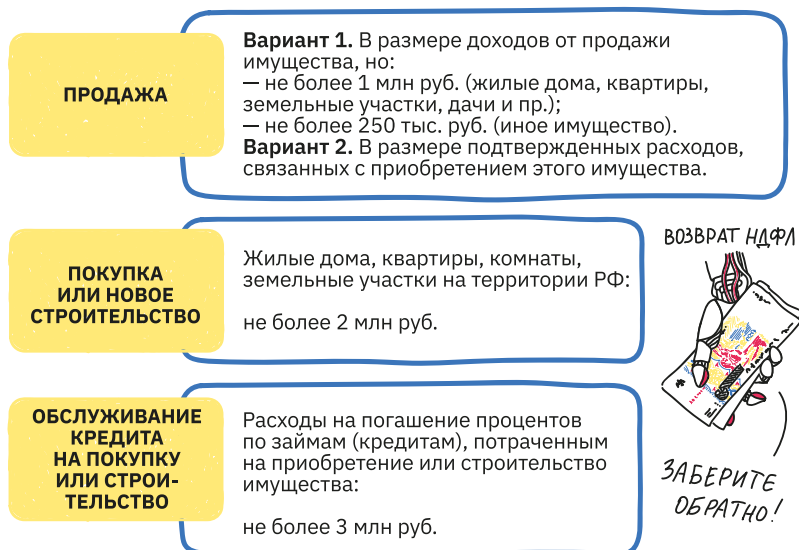 ПРОДАЖА
Вариант 1. В размере доходов от продажи
имущества, но:
— не более 1 млн руб. (жилые дома, квартиры,
земельные участки, дачи и пр.);
— не более 250 тыс. руб. (иное имущество).
Вариант 2. В размере подтвержденных расходов,
связанных с приобретением этого имущества.
ПОКУПКА
ИЛИ НОВОЕ
СТРОИТЕЛЬСТВО
Жилые дома, квартиры, комнаты,
земельные участки на территории РФ:
не более 2 млн руб.
ВОЗВРАТ НДФЛ
ОБСЛУЖИВАНИЕ
КРЕДИТА
НА ПОКУПКУ
ИЛИ СТРОИ-
ТЕЛЬСТВО
Расходы на погашение процентов
по займам (кредитам), потраченным
на приобретение или строительство
имущества:
не более 3 млн руб.
ЗАБЕРИТЕ
ОБРАТНО!